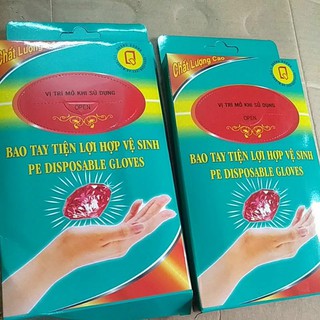 Chất Lượng Cao
VỊ TRÍ MỞ KHI SỬ DỤNG
OPEN
BAO TAY TIỆN LỢI HỢP VỆ SINH
PE DISPOSABLE GLOVES
Chất Lượng Cao
VỊ TRÍ MỞ KHI SỬ DỤNG
OPEN
BAO TAY TIỆN LỢI HỢP VỆ SINH
PE DISPOSABLE GLOVES